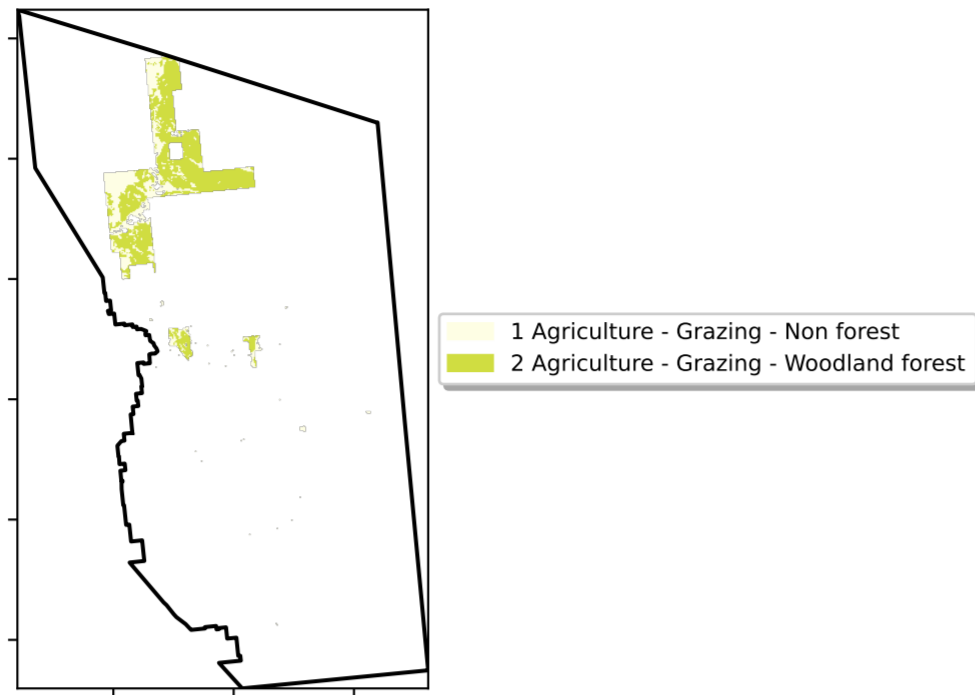 1 Agriculture - Grazing - Non forest
2 Agriculture - Grazing - Woodland forest